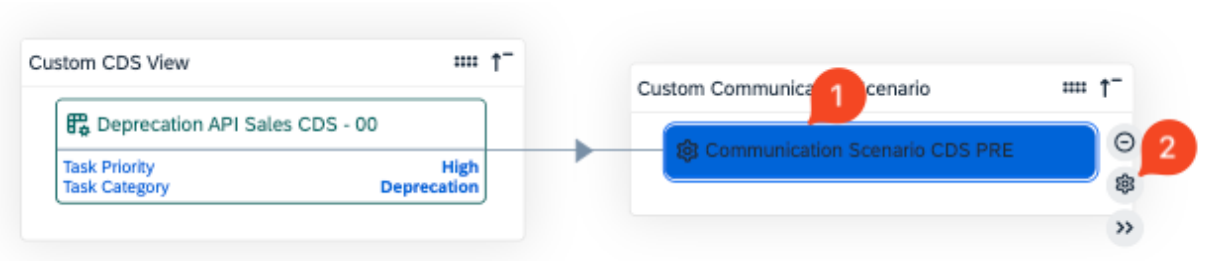 Custom CDS View
Deprecation API Sales CDS - 00
Task Priority High
Task Category Deprecation
Custom Communica 1 cenario
Communication Scenario CDS PRE
2